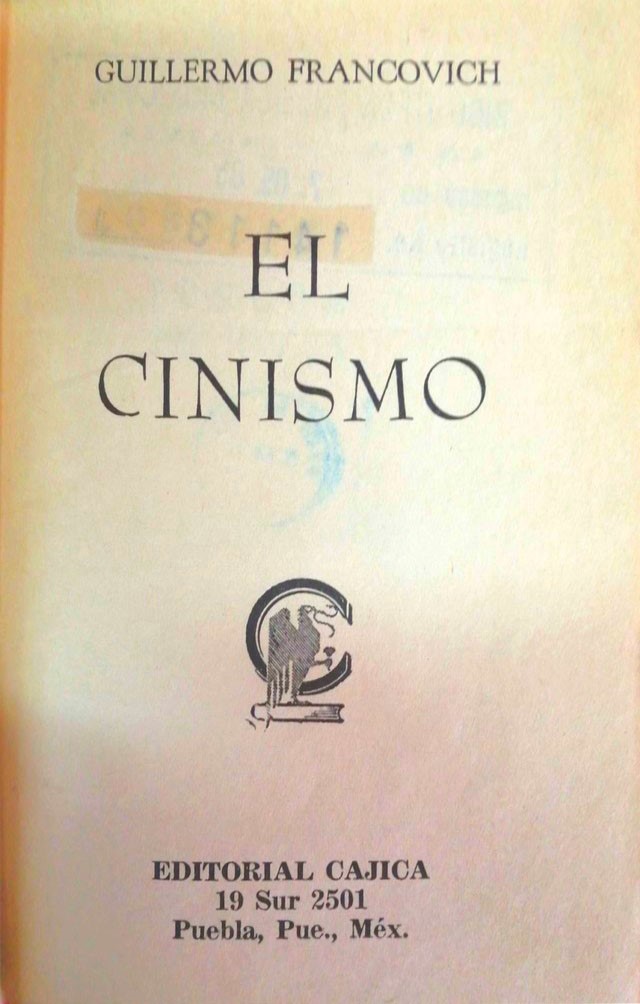 GUILLERMO FRANCOVICH
EL
CINISMO
EDITORIAL CAJICA
19 Sur 2501
Puebla, Pue., Méx.